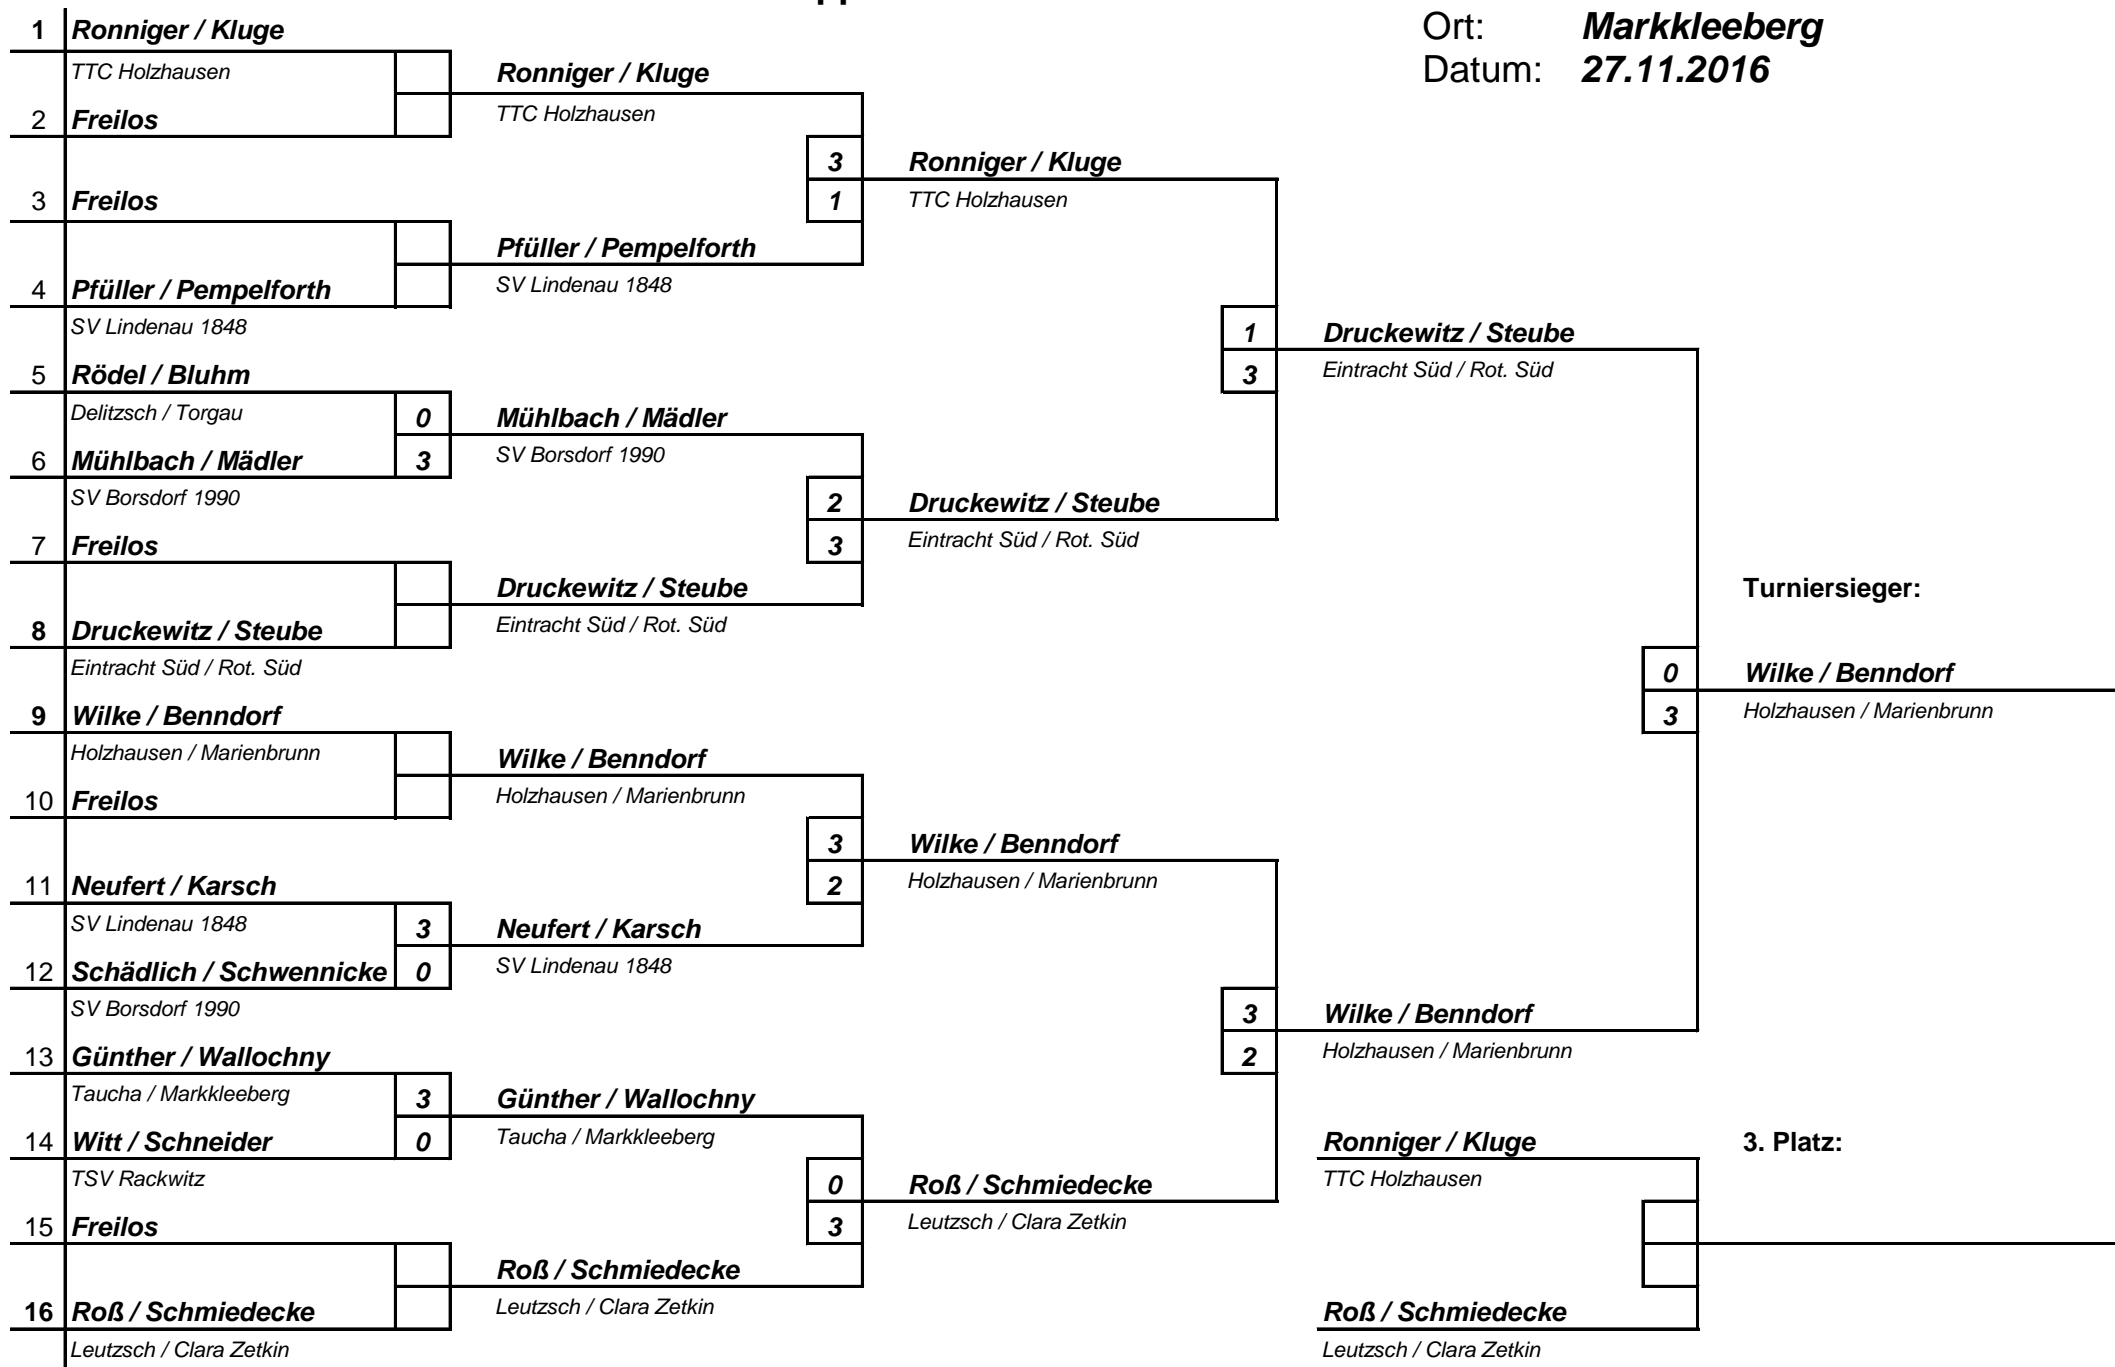 Ort: Markkleeberg
Datum: 27.11.2016
1 Ronniger / Kluge
TTC Holzhausen
2 Freilos
3 Freilos
4 Pfüller / Pempelforth
SV Lindenau 1848
5 Rödel / Bluhm
Delitzsch / Torgau 0
6 Mühlbach / Mädler 3
SV Borsdorf 1990
7 Freilos
8 Druckewitz / Steube
Eintracht Süd / Rot. Süd
9 Wilke / Benndorf
Holzhausen / Marienbrunn
10 Freilos
11 Neufert / Karsch
SV Lindenau 1848 3
12 Schädlich / Schwennicke 0
SV Borsdorf 1990
13 Günther / Wallochny
Taucha / Markkleeberg 3
14 Witt / Schneider 0
TSV Rackwitz
15 Freilos
16 Roß / Schmiedecke
Leutzsch / Clara Zetkin
Ronniger / Kluge
TTC Holzhausen
3
1
Pfüller / Pempelforth
SV Lindenau 1848
Mühlbach / Mädler
SV Borsdorf 1990
2
3
Druckewitz / Steube
Eintracht Süd / Rot. Süd
Wilke / Benndorf
Holzhausen / Marienbrunn
3
2
Neufert / Karsch
SV Lindenau 1848
Günther / Wallochny
Taucha / Markkleeberg
0
3
Roß / Schmiedecke
Leutzsch / Clara Zetkin
Ronniger / Kluge
TTC Holzhausen
1
3
Druckewitz / Steube
Eintracht Süd / Rot. Süd
Wilke / Benndorf
Holzhausen / Marienbrunn
3
2
Roß / Schmiedecke
Leutzsch / Clara Zetkin
Druckewitz / Steube
Eintracht Süd / Rot. Süd
0
3
Wilke / Benndorf
Holzhausen / Marienbrunn
Turniersieger:
Wilke / Benndorf
Holzhausen / Marienbrunn
Ronniger / Kluge
TTC Holzhausen
3. Platz:
Roß / Schmiedecke
Leutzsch / Clara Zetkin